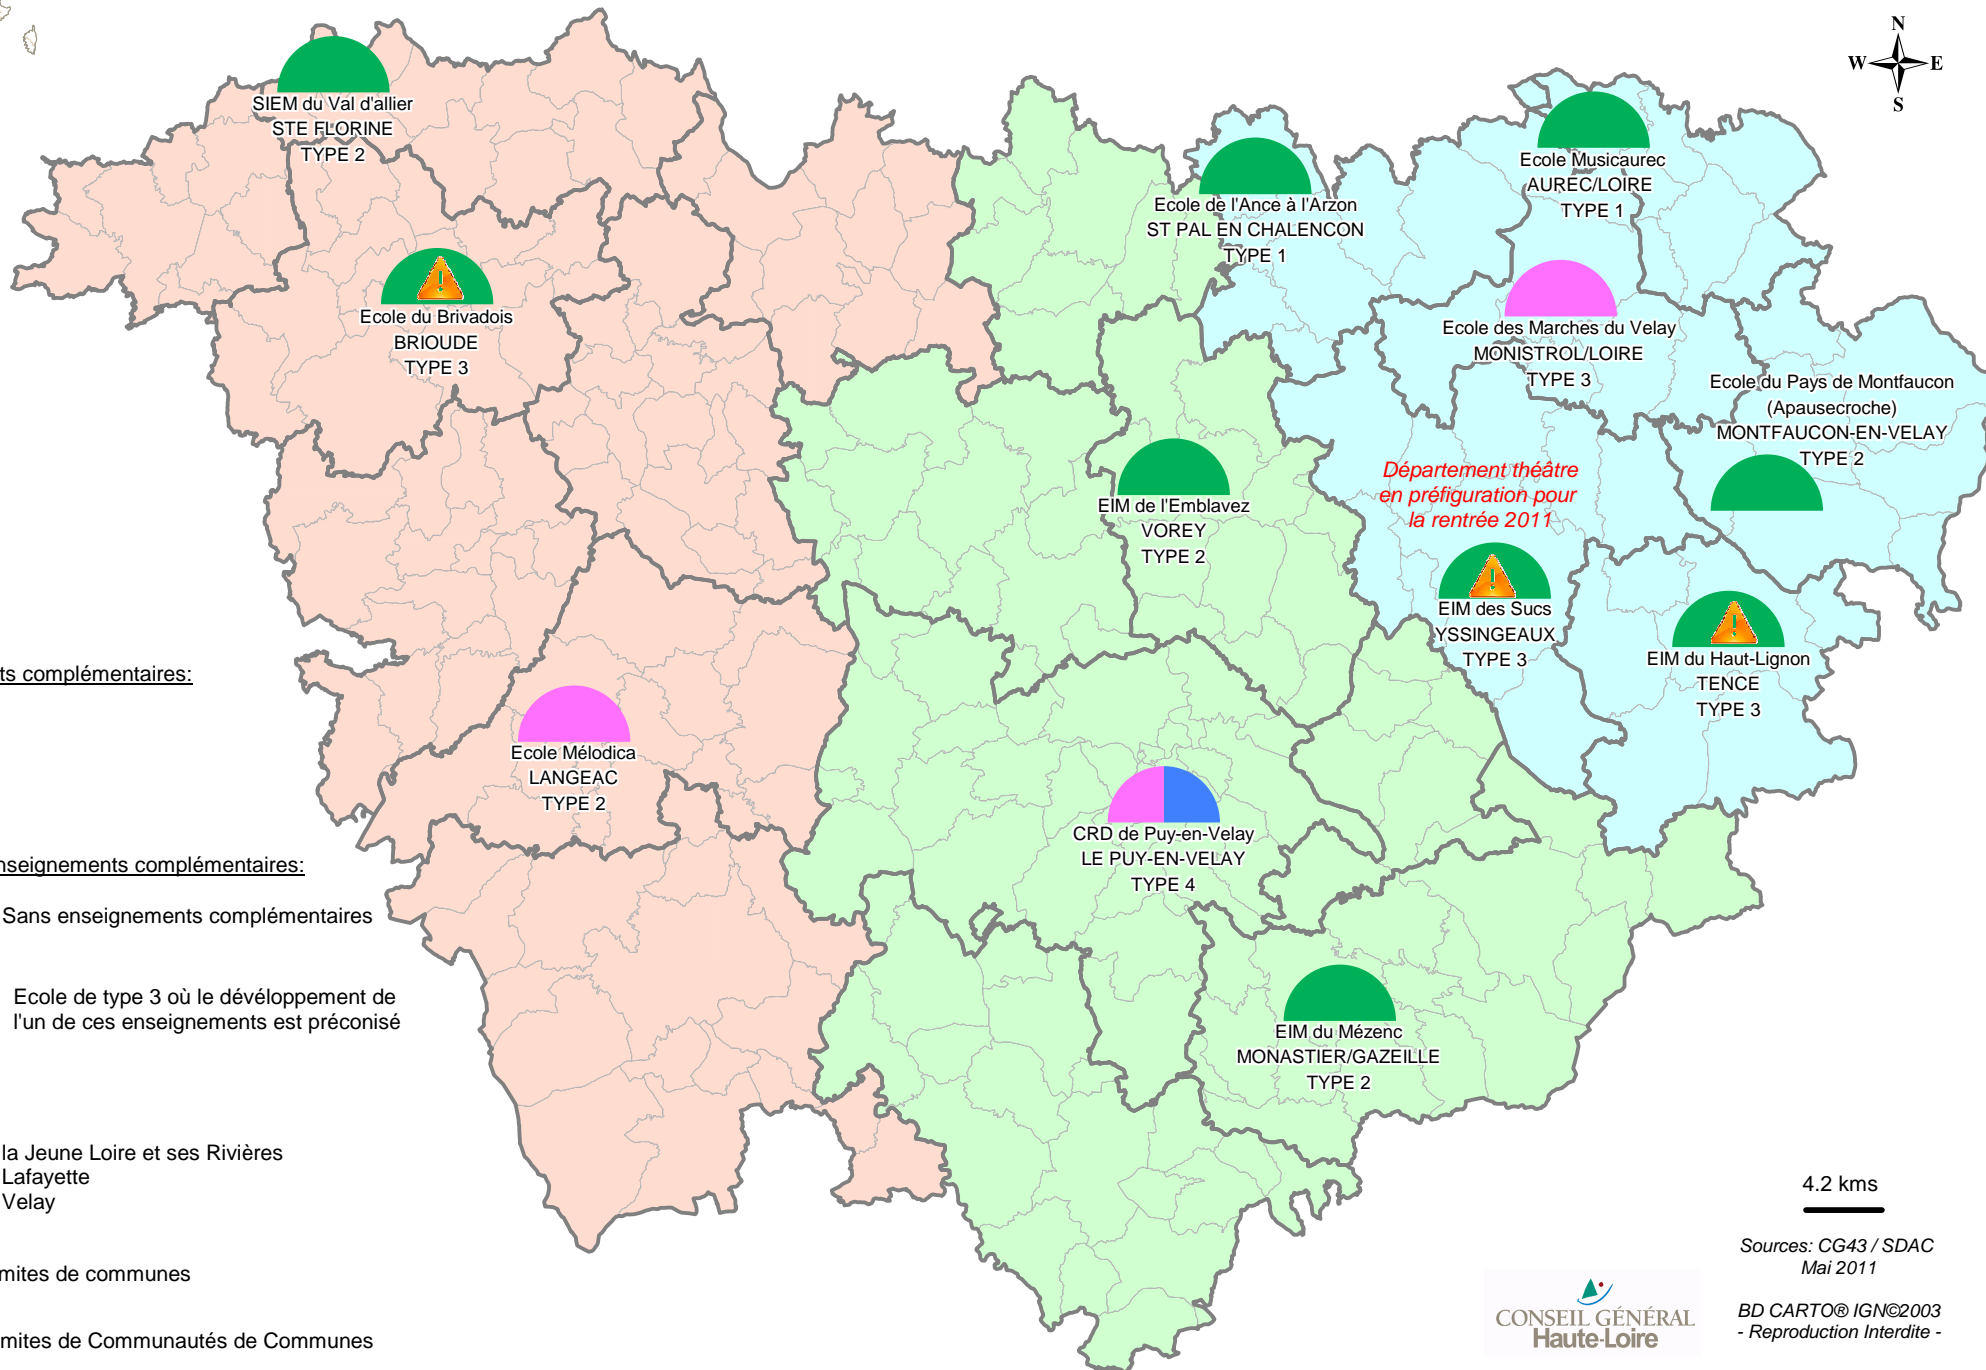 N
W E
S
SIEM du Val d'allier
STE FLORINE
TYPE 2
Ecole Musicaurec
AUREC/LOIRE
TYPE 1
Ecole de l'Ance à l'Arzon
ST PAL EN CHALENCON
TYPE 1
Ecole du Brivadois
BRIOUDE
TYPE 3
Ecole des Marches du Velay
MONISTROL/LOIRE
TYPE 3
Ecole du Pays de Montfaucon
(Apausecroche)
MONTFAUCON-EN-VELAY
TYPE 2
Département théâtre
en préfiguration pour
la rentrée 2011
EIM de l'Emblavez
VOREY
TYPE 2
EIM des Sucs
YSSINGEAUX
TYPE 3
EIM du Haut-Lignon
TENCE
TYPE 3
ts complémentaires:
Ecole Mélodica
LANGEAC
TYPE 2
CRD de Puy-en-Velay
LE PUY-EN-VELAY
TYPE 4
nseignements complémentaires:
Sans enseignements complémentaires
Ecole de type 3 où le dévéloppement de
l'un de ces enseignements est préconisé
EIM du Mézenc
MONASTIER/GAZEILLE
TYPE 2
la Jeune Loire et ses Rivières
Lafayette
Velay
mites de communes
mites de Communautés de Communes
4.2 kms
Sources: CG43 / SDAC
Mai 2011
BD CARTO® IGN©2003
- Reproduction Interdite -
CONSEIL GÉNÉRAL
Haute-Loire